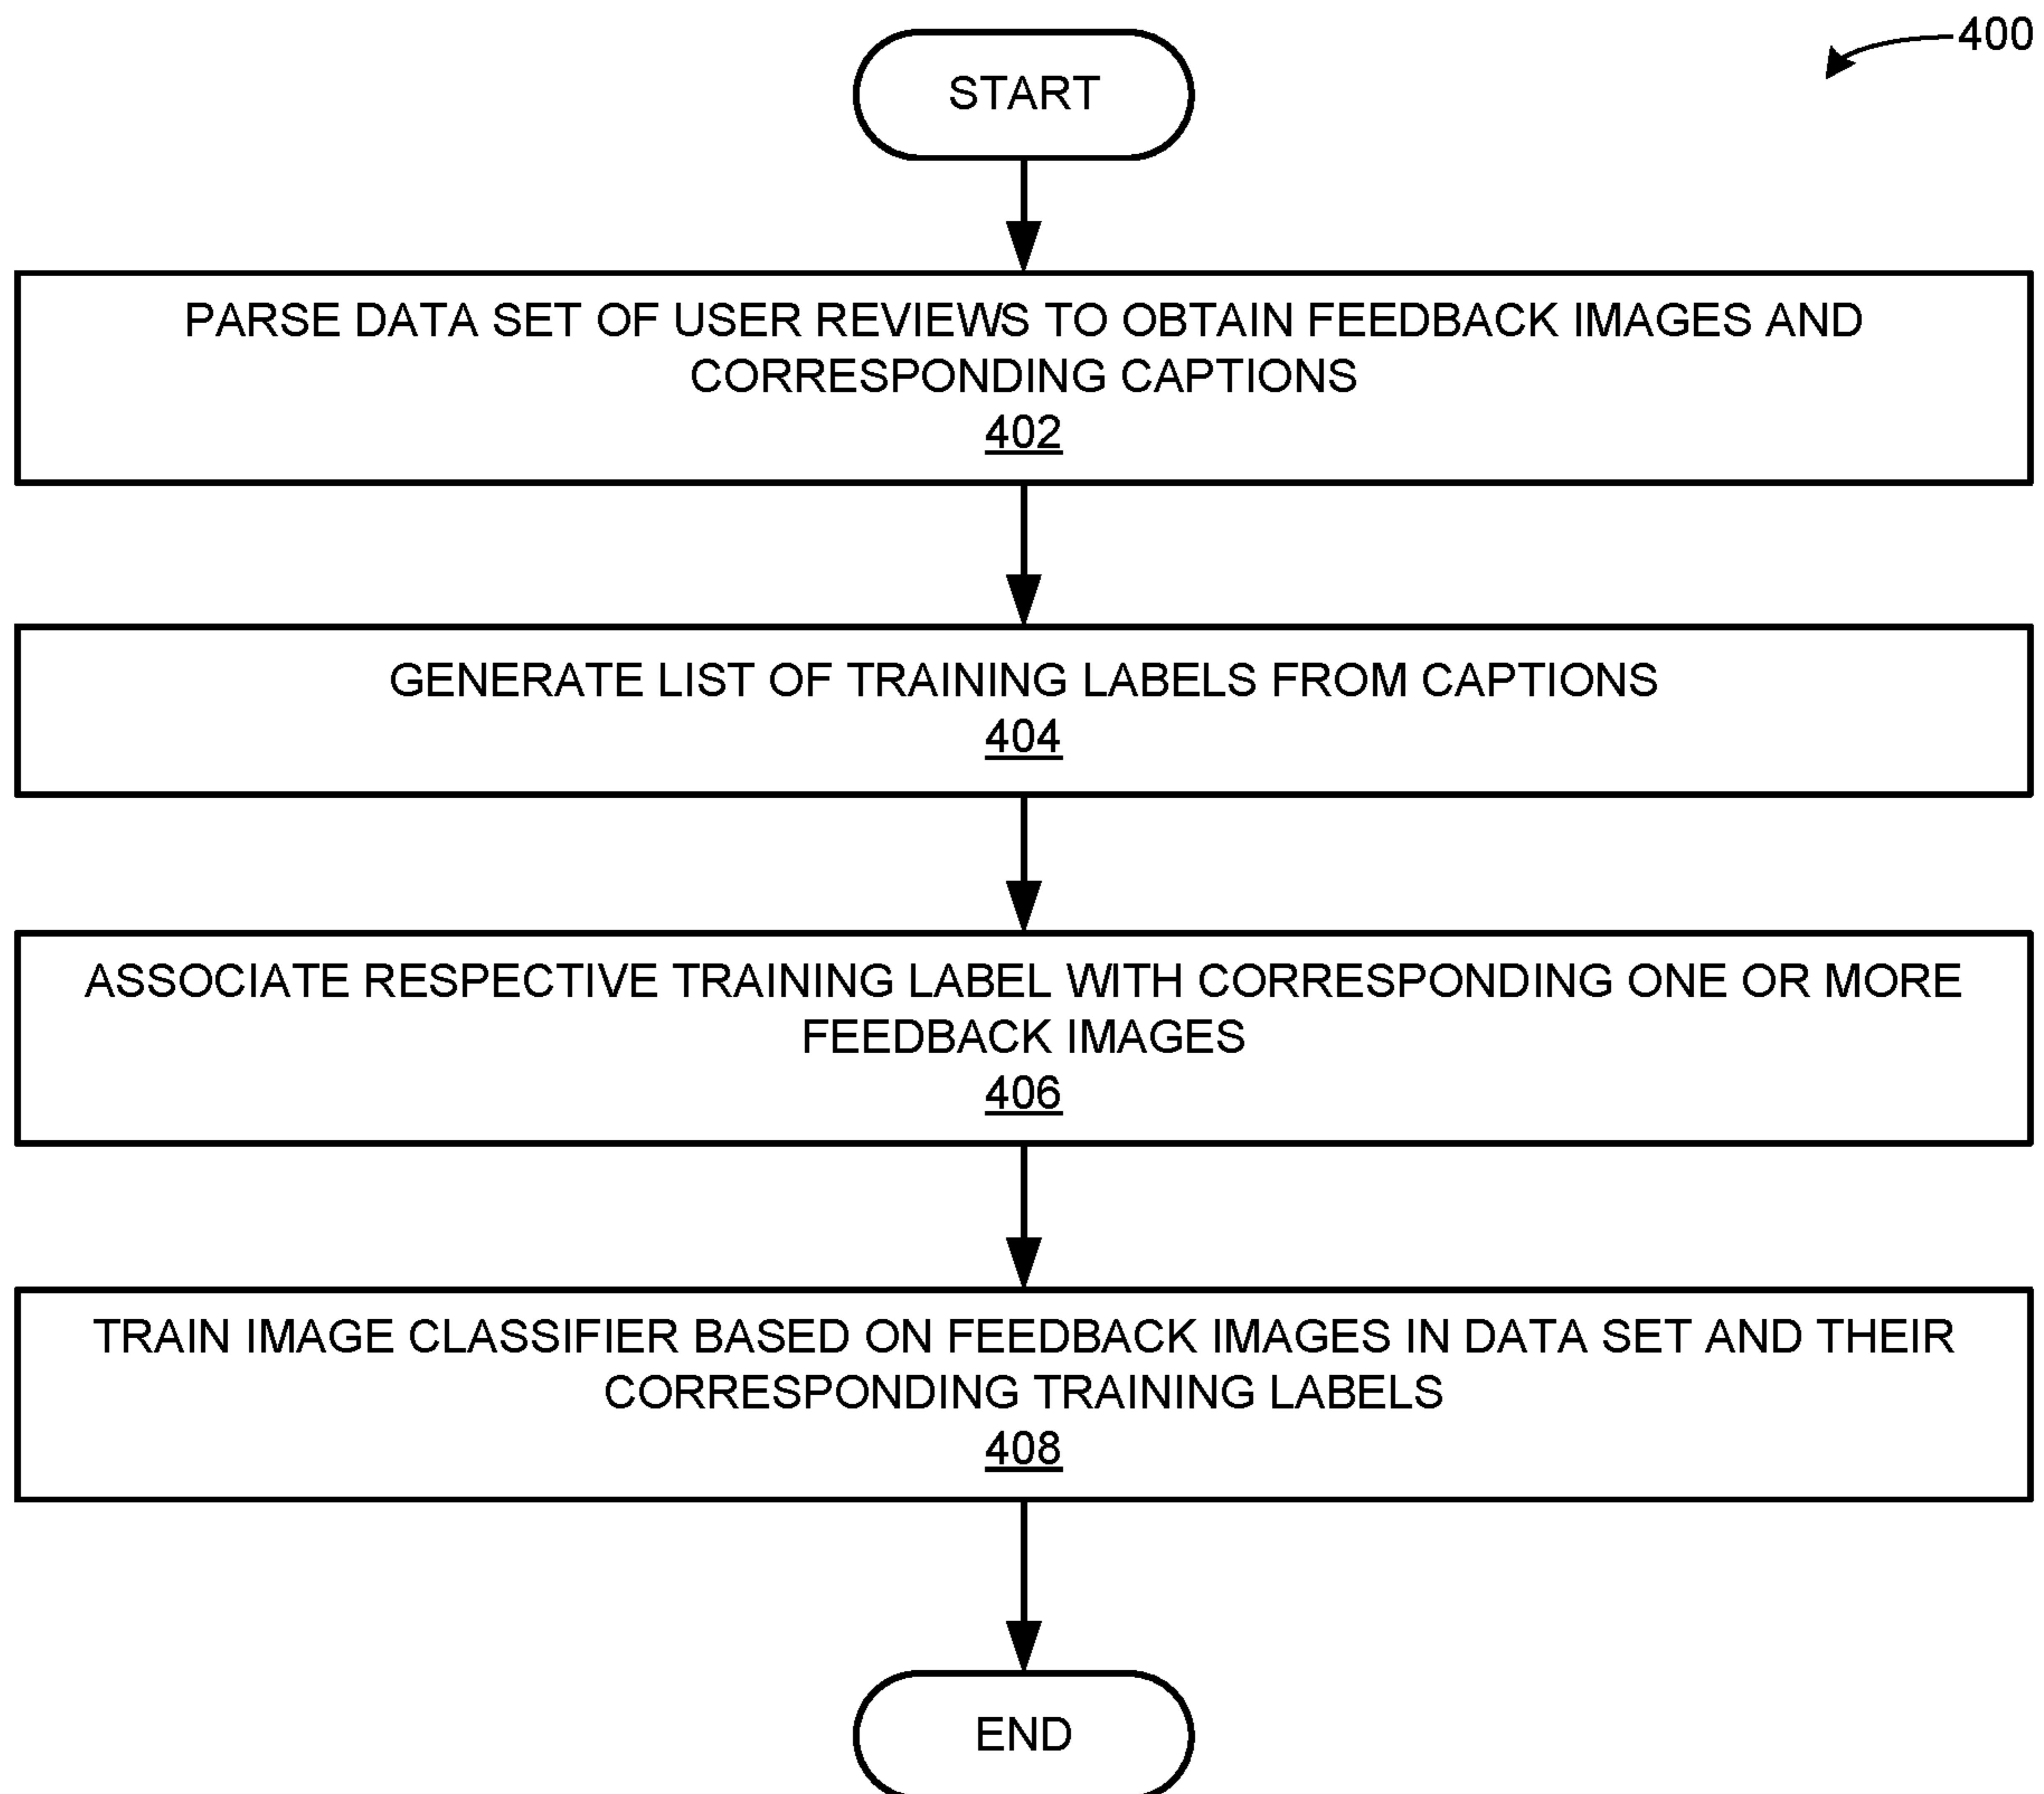 400
START
PARSE DATA SET OF USER REVIEWS TO OBTAIN FEEDBACK IMAGES AND
CORRESPONDING CAPTIONS
402
GENERATE LIST OF TRAINING LABELS FROM CAPTIONS
404
ASSOCIATE RESPECTIVE TRAINING LABEL WITH CORRESPONDING ONE OR MORE
FEEDBACK IMAGES
406
TRAIN IMAGE CLASSIFIER BASED ON FEEDBACK IMAGES IN DATA SET AND THEIR
CORRESPONDING TRAINING LABELS
408
END